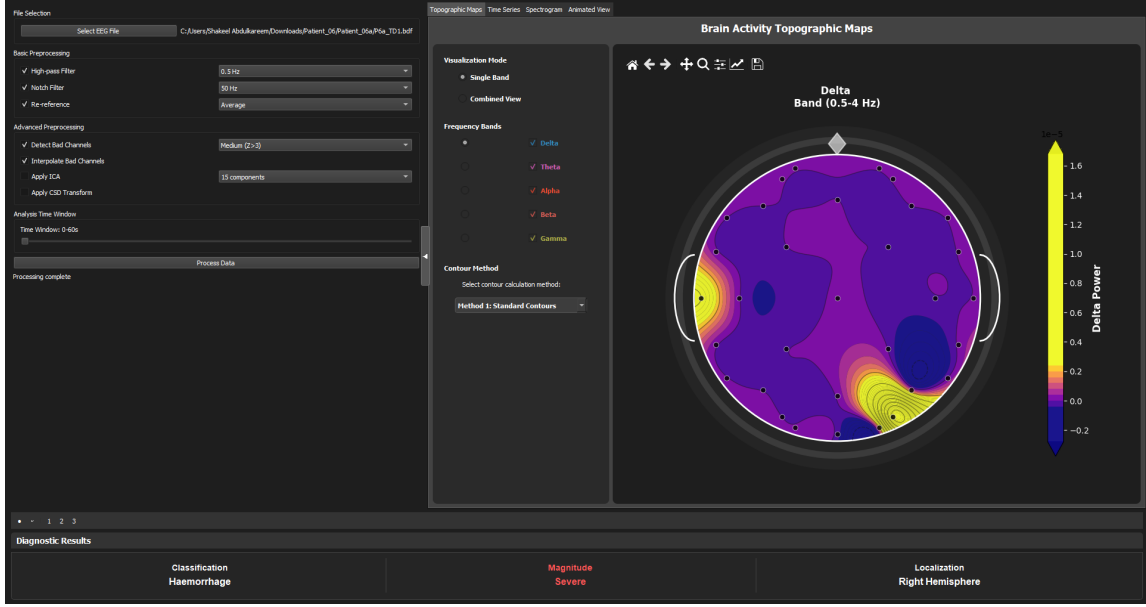 File Selection
Select EEG File C:/Users/Shakeel Abdulkareem/Downloads/Patient_06/Patient_06a/P6a_TD1.bdf
Basic Preprocessing
High-pass Filter 0.5 Hz
Notch Filter 50 Hz
Re-reference Average
Advanced Preprocessing
Detect Bad Channels Medium (Z>3)
Interpolate Bad Channels
Apply ICA 15 components
Apply CSD Transform
Analysis Time Window
Time Window: 0-60s
Process Data
Processing complete
Topographic Maps Time Series Spectrogram Animated View
Brain Activity Topographic Maps
Visualization Mode
Single Band
Combined View
Frequency Bands
Delta
Theta
Alpha
Beta
Gamma
Contour Method
Select contour calculation method:
Method 1: Standard Contours
Delta
Band (0.5-4 Hz)
1e-5
1.6
1.4
1.2
1.0
0.8
0.6
0.4
0.2
0.0
−0.2
Delta Power
1 2 3
Diagnostic Results
Classification
Haemorrhage
Magnitude
Severe
Localization
Right Hemisphere